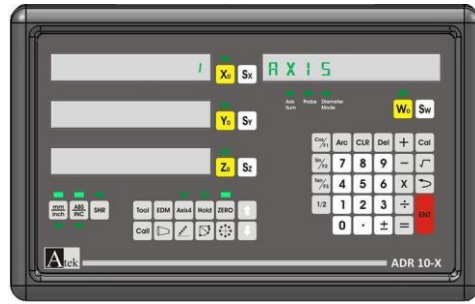 1 X₀ Sx AXIS
Axis Sum Probe Diameter Mode
W₀ Sw
Y₀ Sy
Cos/F1 Arc CLR Del + Cal
Sin/F2 7 8 9 - √
Z₀ Sz
Tan/F3 4 5 6 X
mm inch ABS INC SHR
Tool EDM Axis4 Hold ZERO
1/2 1 2 3 ÷ ENT
Call
0 · ± =
Atek
ADR 10-X